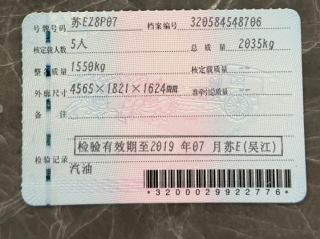 号牌号码 苏EZ8P07 档案编号 320584548706
核定载人数 5人 总质量 2035kg
整备质量 1550kg 核定载质量 --
外廓尺寸 4565×1821×1624mm 准牵引总质量 --
备注
检验有效期至2019年07月苏E(吴江)
检验记录
汽油
*3200029922776*